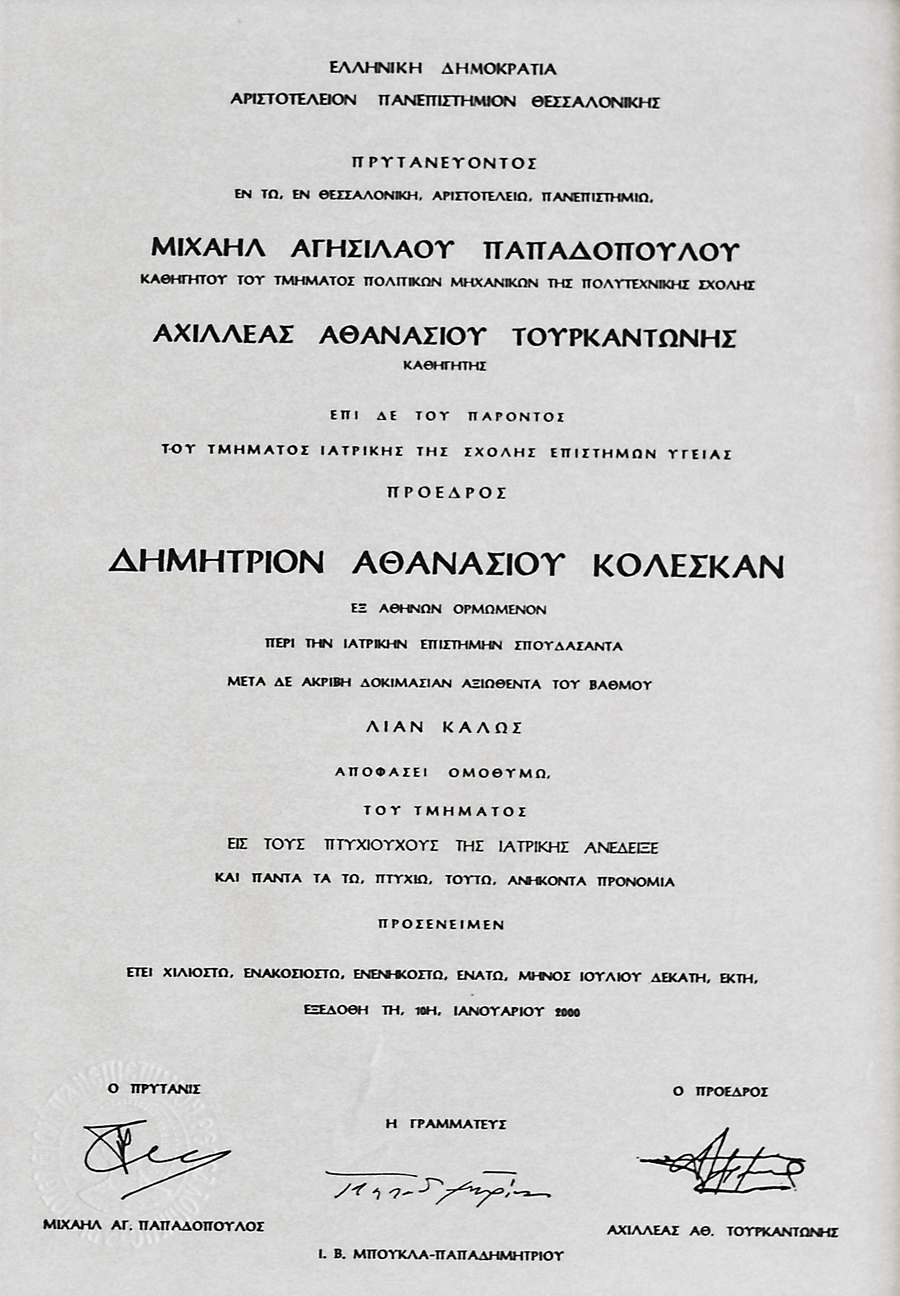 ΕΛΛΗΝΙΚΗ ΔΗΜΟΚΡΑΤΙΑ
ΑΡΙΣΤΟΤΕΛΕΙΟΝ ΠΑΝΕΠΙΣΤΗΜΙΟΝ ΘΕΣΣΑΛΟΝΙΚΗΣ
ΠΡΥΤΑΝΕΥΟΝΤΟΣ
ΕΝ ΤΩ, ΕΝ ΘΕΣΣΑΛΟΝΙΚΗ, ΑΡΙΣΤΟΤΕΛΕΙΩ, ΠΑΝΕΠΙΣΤΗΜΙΩ,
ΜΙΧΑΗΛ ΑΓΗΣΙΛΑΟΥ ΠΑΠΑΔΟΠΟΥΛΟΥ
ΚΑΘΗΓΗΤΟΥ ΤΟΥ ΤΜΗΜΑΤΟΣ ΠΟΛΙΤΙΚΩΝ ΜΗΧΑΝΙΚΩΝ ΤΗΣ ΠΟΛΥΤΕΧΝΙΚΗΣ ΣΧΟΛΗΣ
ΑΧΙΛΛΕΑΣ ΑΘΑΝΑΣΙΟΥ ΤΟΥΡΚΑΝΤΩΝΗΣ
ΚΑΘΗΓΗΤΗΣ
ΕΠΙ ΔΕ ΤΟΥ ΠΑΡΟΝΤΟΣ
ΤΟΥ ΤΜΗΜΑΤΟΣ ΙΑΤΡΙΚΗΣ ΤΗΣ ΣΧΟΛΗΣ ΕΠΙΣΤΗΜΩΝ ΥΓΕΙΑΣ
ΠΡΟΕΔΡΟΣ
ΔΗΜΗΤΡΙΟΝ ΑΘΑΝΑΣΙΟΥ ΚΟΛΕΣΚΑΝ
ΕΞ ΑΘΗΝΩΝ ΟΡΜΩΜΕΝΟΝ
ΠΕΡΙ ΤΗΝ ΙΑΤΡΙΚΗΝ ΕΠΙΣΤΗΜΗΝ ΣΠΟΥΔΑΣΑΝΤΑ
ΜΕΤΑ ΔΕ ΑΚΡΙΒΗ ΔΟΚΙΜΑΣΙΑΝ ΑΞΙΩΘΕΝΤΑ ΤΟΥ ΒΑΘΜΟΥ
ΛΙΑΝ ΚΑΛΩΣ
ΑΠΟΦΑΣΕΙ ΟΜΟΘΥΜΩ,
ΤΟΥ ΤΜΗΜΑΤΟΣ
ΕΙΣ ΤΟΥΣ ΠΤΥΧΙΟΥΧΟΥΣ ΤΗΣ ΙΑΤΡΙΚΗΣ ΑΝΕΔΕΙΞΕ
ΚΑΙ ΠΑΝΤΑ ΤΑ ΤΩ, ΠΤΥΧΙΩ, ΤΟΥΤΩ, ΑΝΗΚΟΝΤΑ ΠΡΟΝΟΜΙΑ
ΠΡΟΣΕΝΕΙΜΕΝ
ΕΤΕΙ ΧΙΛΙΟΣΤΩ, ΕΝΑΚΟΣΙΟΣΤΩ, ΕΝΕΝΗΚΟΣΤΩ, ΕΝΑΤΩ, ΜΗΝΟΣ ΙΟΥΛΙΟΥ ΔΕΚΑΤΗ, ΕΚΤΗ,
ΕΞΕΔΟΘΗ ΤΗ, 10Η, ΙΑΝΟΥΑΡΙΟΥ 2000
Ο ΠΡΥΤΑΝΙΣ
Ο ΠΡΟΕΔΡΟΣ
Η ΓΡΑΜΜΑΤΕΥΣ
ΜΙΧΑΗΛ ΑΓ. ΠΑΠΑΔΟΠΟΥΛΟΣ
ΑΧΙΛΛΕΑΣ ΑΘ. ΤΟΥΡΚΑΝΤΩΝΗΣ
Ι. Β. ΜΠΟΥΚΛΑ-ΠΑΠΑΔΗΜΗΤΡΙΟΥ